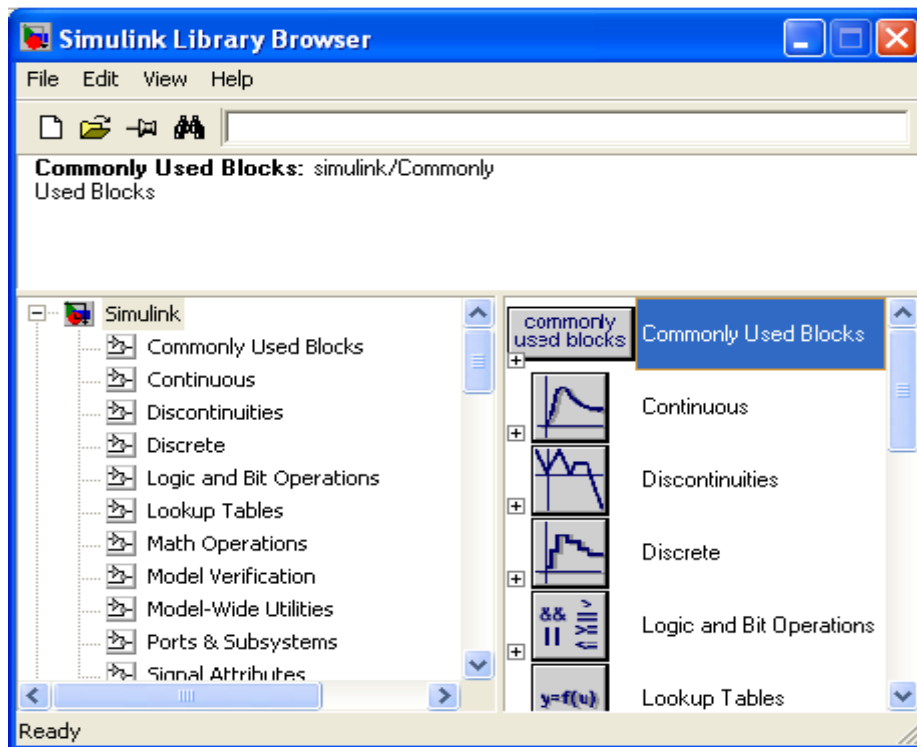 Simulink Library Browser
File Edit View Help
Commonly Used Blocks: simulink/Commonly
Used Blocks
Simulink
Commonly Used Blocks
Continuous
Discontinuities
Discrete
Logic and Bit Operations
Lookup Tables
Math Operations
Model Verification
Model-Wide Utilities
Ports & Subsystems
Signal Attributes
commonly
used blocks
Commonly Used Blocks
Continuous
Discontinuities
Discrete
&& >
|| >=
<=
Logic and Bit Operations
y=f(u)
Lookup Tables
Ready